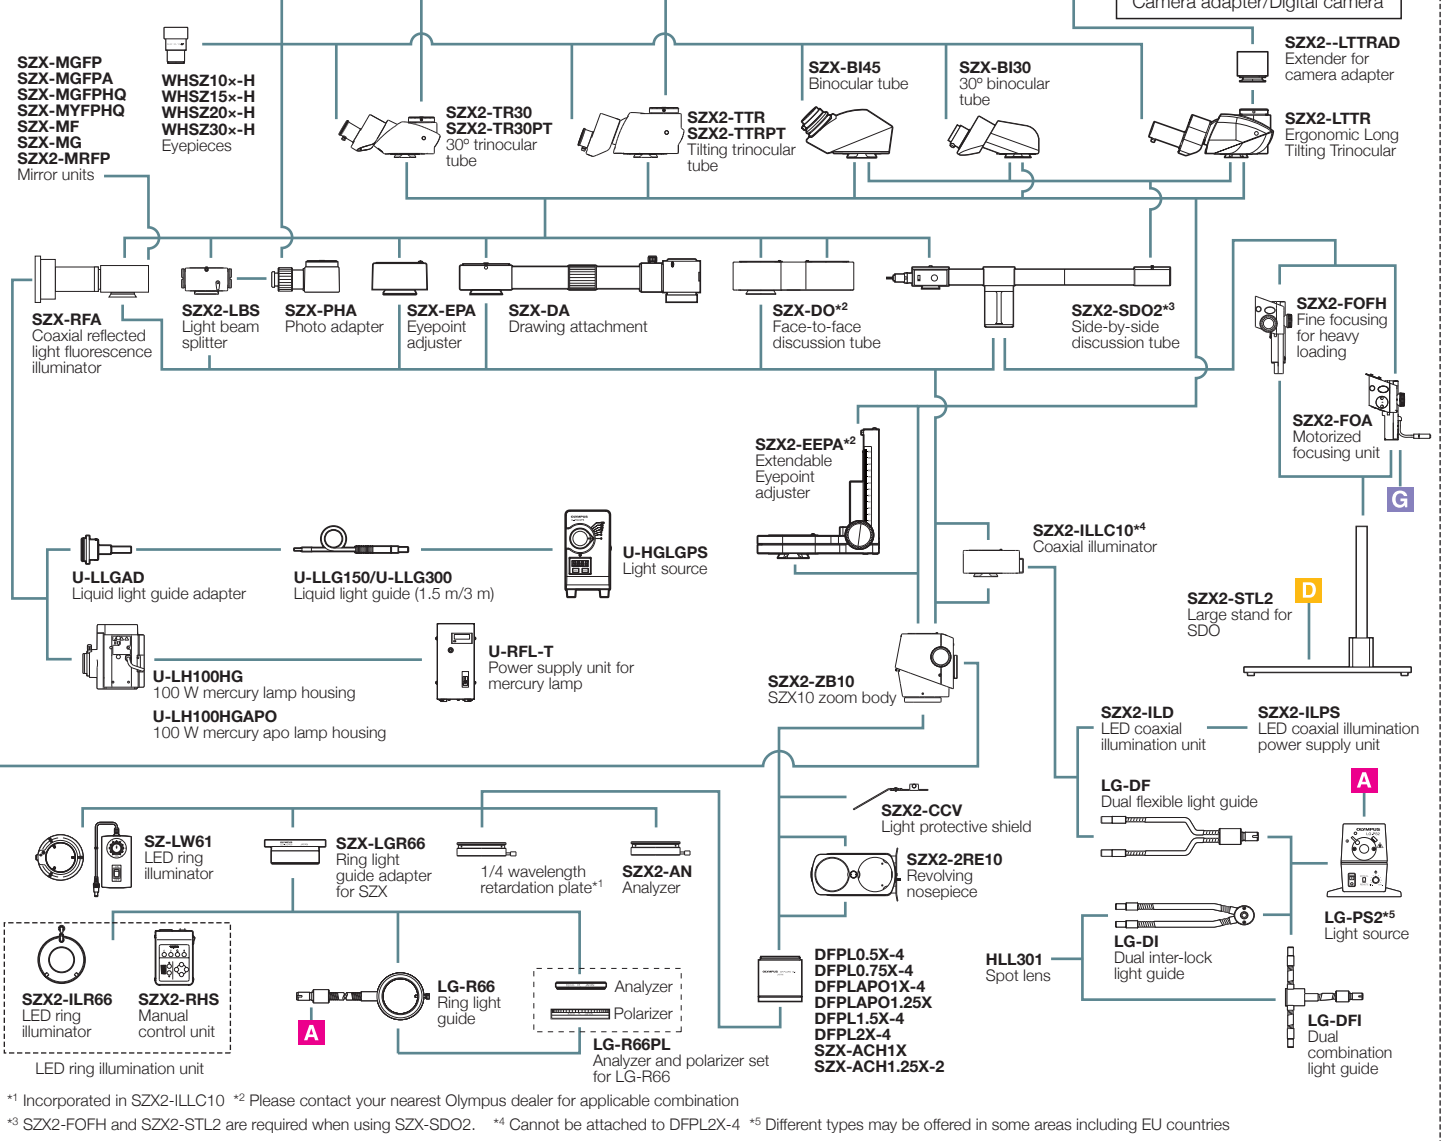 Camera adapter/Digital camera
SZX-MGFP
SZX-MGFPA
SZX-MGFPHQ
SZX-MYFPHQ
SZX-MF
SZX-MG
SZX2-MRFP
Mirror units
WHSZ10×-H
WHSZ15×-H
WHSZ20×-H
WHSZ30×-H
Eyepieces
SZX2-TR30
SZX2-TR30PT
30º trinocular
tube
SZX2-TTR
SZX2-TTRPT
Tilting trinocular
tube
SZX-BI45
Binocular tube
SZX-BI30
30º binocular
tube
SZX2--LTTRAD
Extender for
camera adapter
SZX2-LTTR
Ergonomic Long
Tilting Trinocular
SZX-RFA
Coaxial reflected
light fluorescence
illuminator
SZX2-LBS
Light beam
splitter
SZX-PHA
Photo adapter
SZX-EPA
Eyepoint
adjuster
SZX-DA
Drawing attachment
SZX-DO*2
Face-to-face
discussion tube
SZX2-SDO2*3
Side-by-side
discussion tube
SZX2-FOFH
Fine focusing
for heavy
loading
SZX2-FOA
Motorized
focusing unit
G
SZX2-EEPA*2
Extendable
Eyepoint
adjuster
U-LLGAD
Liquid light guide adapter
U-LLG150/U-LLG300
Liquid light guide (1.5 m/3 m)
OLYMPUS
U-HGLGPS
Light source
SZX2-ILLC10*4
Coaxial illuminator
SZX2-STL2
Large stand for
SDO
D
U-LH100HG
100 W mercury lamp housing
U-LH100HGAPO
100 W mercury apo lamp housing
U-RFL-T
Power supply unit for
mercury lamp
SZX2-ZB10
SZX10 zoom body
SZX2-ILD
LED coaxial
illumination unit
SZX2-ILPS
LED coaxial illumination
power supply unit
LG-DF
Dual flexible light guide
A
OLYMPUS
SZX2-CCV
Light protective shield
SZ-LW61
LED ring
illuminator
SZX-LGR66
Ring light
guide adapter
for SZX
1/4 wavelength
retardation plate*1
SZX2-AN
Analyzer
SZX2-2RE10
Revolving
nosepiece
LG-PS2*5
Light source
LG-DI
Dual inter-lock
light guide
HLL301
Spot lens
LG-DFI
Dual
combination
light guide
SZX2-ILR66
LED ring
illuminator
SZX2-RHS
Manual
control unit
LED ring illumination unit
A
LG-R66
Ring light
guide
Analyzer
Polarizer
LG-R66PL
Analyzer and polarizer set
for LG-R66
DFPL0.5X-4
DFPL0.75X-4
DFPLAPO1X-4
DFPLAPO1.25X
DFPL1.5X-4
DFPL2X-4
SZX-ACH1X
SZX-ACH1.25X-2
*1 Incorporated in SZX2-ILLC10 *2 Please contact your nearest Olympus dealer for applicable combination
*3 SZX2-FOFH and SZX2-STL2 are required when using SZX-SDO2. *4 Cannot be attached to DFPL2X-4 *5 Different types may be offered in some areas including EU countries